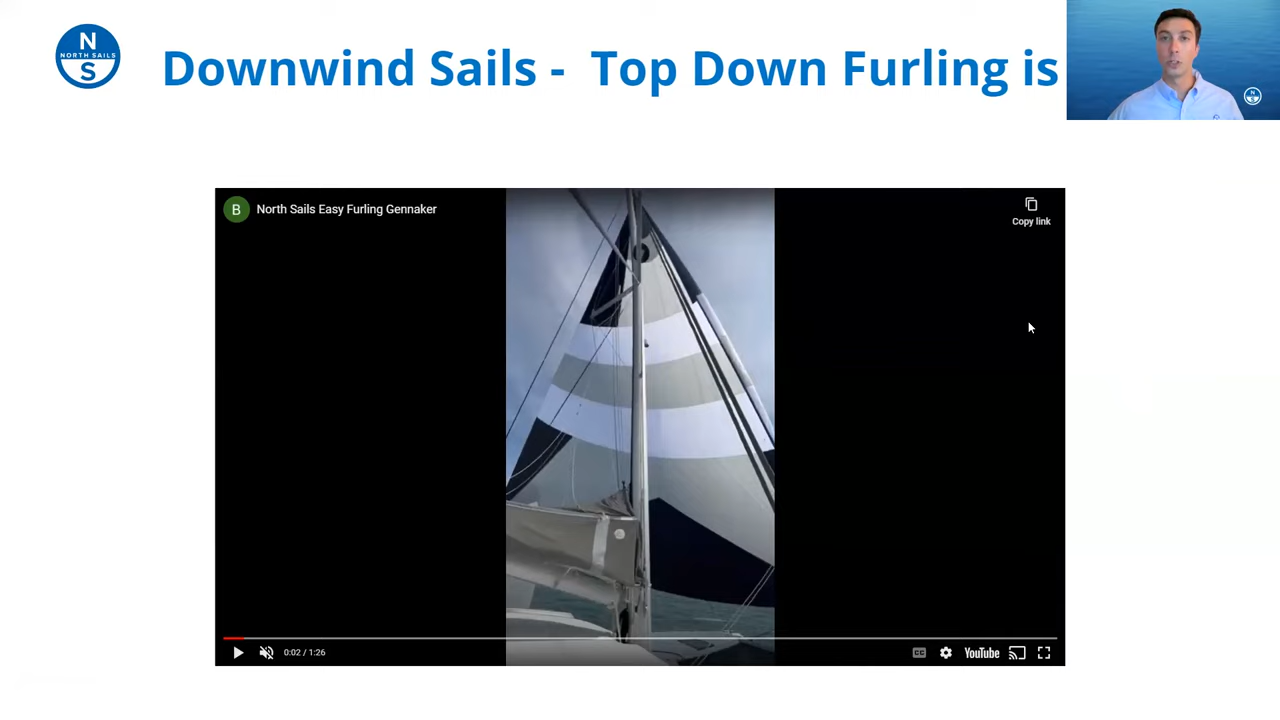 N
NORTH SAILS
S
Downwind Sails - Top Down Furling is
B
North Sails Easy Furling Gennaker
Copy link
0:02 / 1:26
CC
YouTube